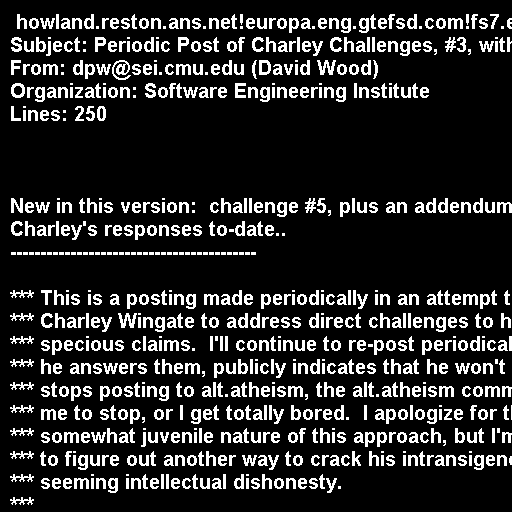 howland.reston.ans.net!europa.eng.gtefsd.com!fs7.e
Subject: Periodic Post of Charley Challenges, #3, with
From: dpw@sei.cmu.edu (David Wood)
Organization: Software Engineering Institute
Lines: 250
New in this version:  challenge #5, plus an addendum
Charley's responses to-date..
-----------------------------------------
*** This is a posting made periodically in an attempt t
*** Charley Wingate to address direct challenges to h
*** specious claims.  I'll continue to re-post periodical
*** he answers them, publicly indicates that he won't
*** stops posting to alt.atheism, the alt.atheism comm
*** me to stop, or I get totally bored.  I apologize for th
*** somewhat juvenile nature of this approach, but I'm
*** to figure out another way to crack his intransigenc
*** seeming intellectual dishonesty.
***